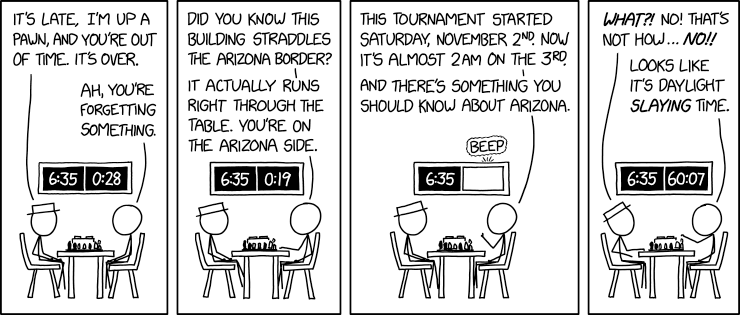 IT'S LATE, I'M UP A
PAWN, AND YOU'RE OUT
OF TIME. IT'S OVER.
AH, YOU'RE
FORGETTING
SOMETHING.
6:35 0:28
DID YOU KNOW THIS
BUILDING STRADDLES
THE ARIZONA BORDER?
IT ACTUALLY RUNS
RIGHT THROUGH THE
TABLE. YOU'RE ON
THE ARIZONA SIDE.
6:35 0:19
THIS TOURNAMENT STARTED
SATURDAY, NOVEMBER 2ND. NOW
IT'S ALMOST 2AM ON THE 3RD.
AND THERE'S SOMETHING YOU
SHOULD KNOW ABOUT ARIZONA.
BEEP
6:35
WHAT?! NO! THAT'S
NOT HOW... NO!!
LOOKS LIKE
IT'S DAYLIGHT
SLAYING TIME.
6:35 60:07